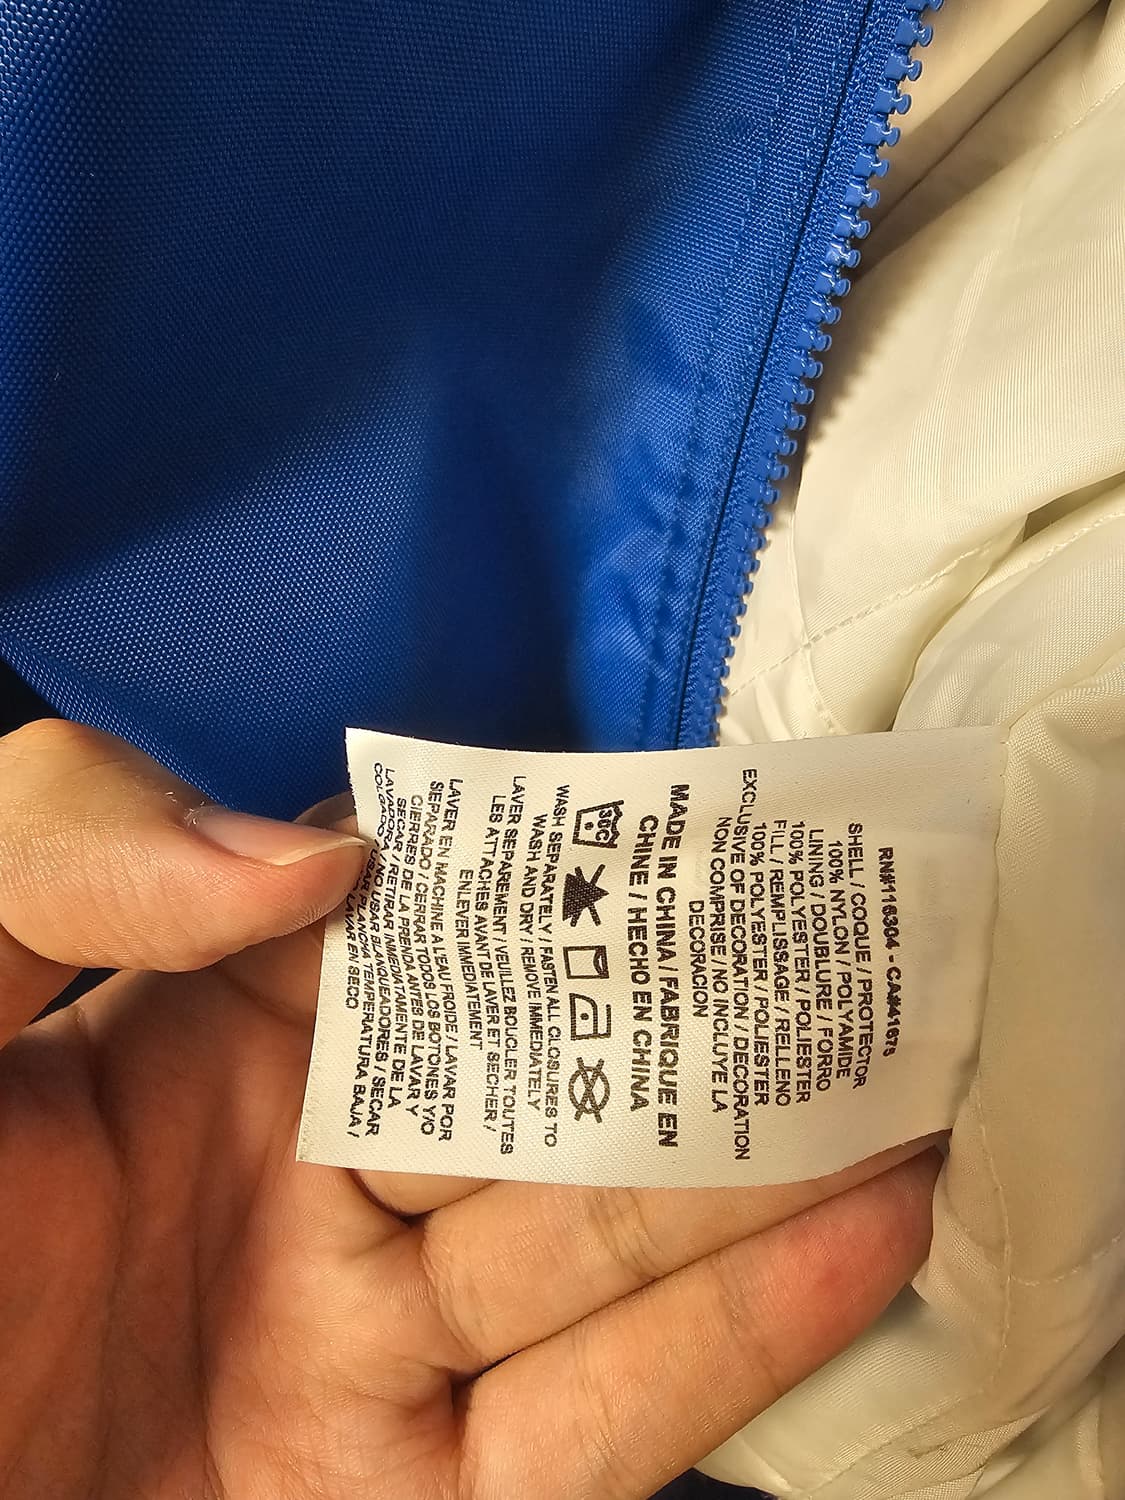 RN#116304 - CA#41675
SHELL / COQUE / PROTECTOR
100% NYLON / POLYAMIDE
LINING / DOUBLURE / FORRO
100% POLYESTER / POLIESTER
FILL / REMPLISSAGE / RELLENO
100% POLYESTER / POLIESTER
EXCLUSIVE OF DECORATION / DECORATION
NON COMPRISE / NO INCLUYE LA
DECORACION
MADE IN CHINA / FABRIQUE EN
CHINE / HECHO EN CHINA
30C
WASH SEPARATELY / FASTEN ALL CLOSURES TO
WASH AND DRY / REMOVE IMMEDIATELY
LAVER SEPAREMENT / VEUILLEZ BOUCLER TOUTES
LES ATTACHES AVANT DE LAVER ET SECHER /
ENLEVER IMMEDIATEMENT
LAVER EN MACHINE A L'EAU FROIDE / LAVAR POR
SEPARADO / CERRAR TODOS LOS BOTONES Y/O
CIERRES DE LA PRENDA ANTES DE LAVAR Y
SECAR / RETIRAR IMMEDIATAMENTE DE LA
LAVADORA / NO USAR BLANQUEADORES / SECAR
COLGADO / USAR PLANCHA TEMPERATURA BAJA /
LAVAR EN SECO